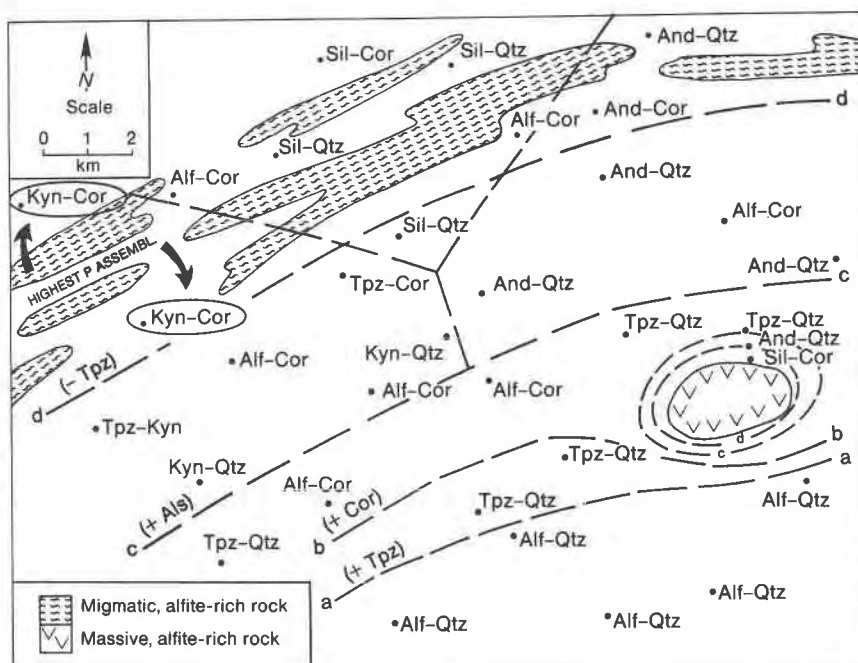 N
Scale
0 1 2
km
Sil-Cor
Sil-Qtz
And-Qtz
Sil-Qtz
Alf-Cor
And-Cor
d
Kyn-Cor
Alf-Cor
And-Qtz
HIGHEST P ASSEMBL.
Sil-Qtz
Alf-Cor
Tpz-Cor
And-Qtz
And-Qtz
c
Kyn-Cor
Kyn-Qtz
Tpz-Qtz
Tpz-Qtz
And-Qtz
Sil-Cor
(- Tpz)
d
Alf-Cor
Alf-Cor
Alf-Cor
Tpz-Kyn
d
c
b
a
Kyn-Qtz
Tpz-Qtz
(+ Als)
c
Alf-Cor
Alf-Qtz
(+ Cor)
b
Tpz-Qtz
Tpz-Qtz
Alf-Qtz
(+ Tpz)
a
Alf-Qtz
Alf-Qtz
Alf-Qtz
Migmatic, alfite-rich rock
Massive, alfite-rich rock